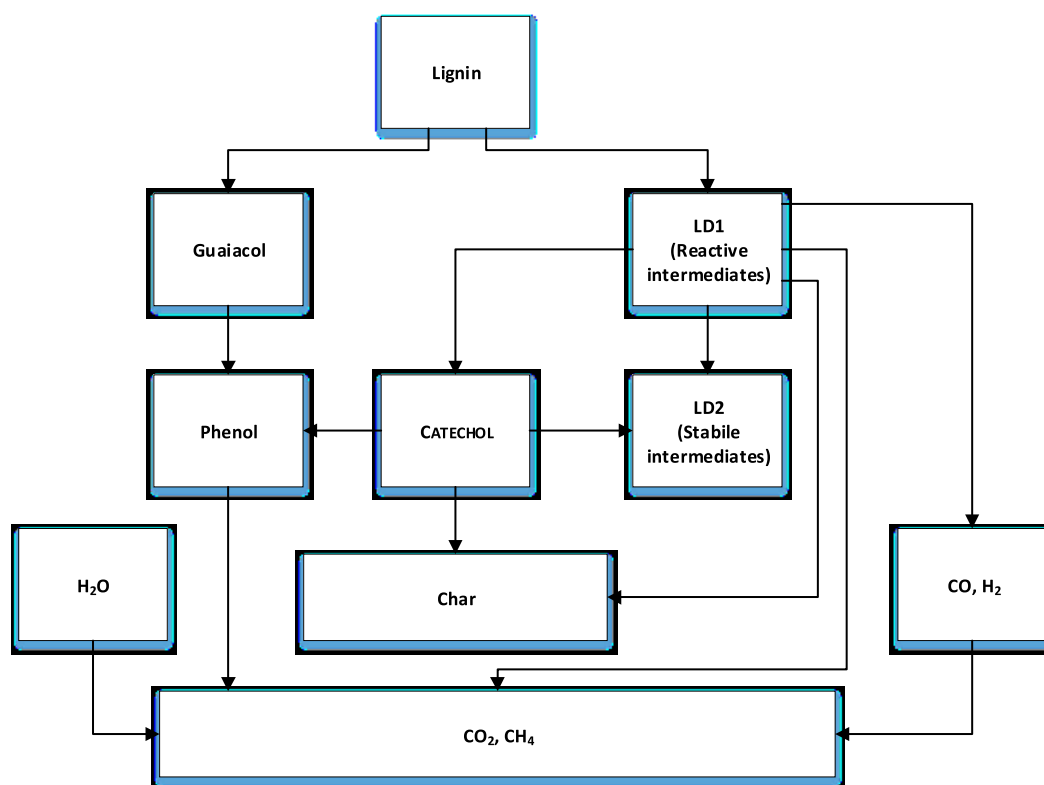 Lignin
Guaiacol
LD1
(Reactive
intermediates)
Phenol
CATECHOL
LD2
(Stabile
intermediates)
H₂O
Char
CO, H₂
CO₂, CH₄